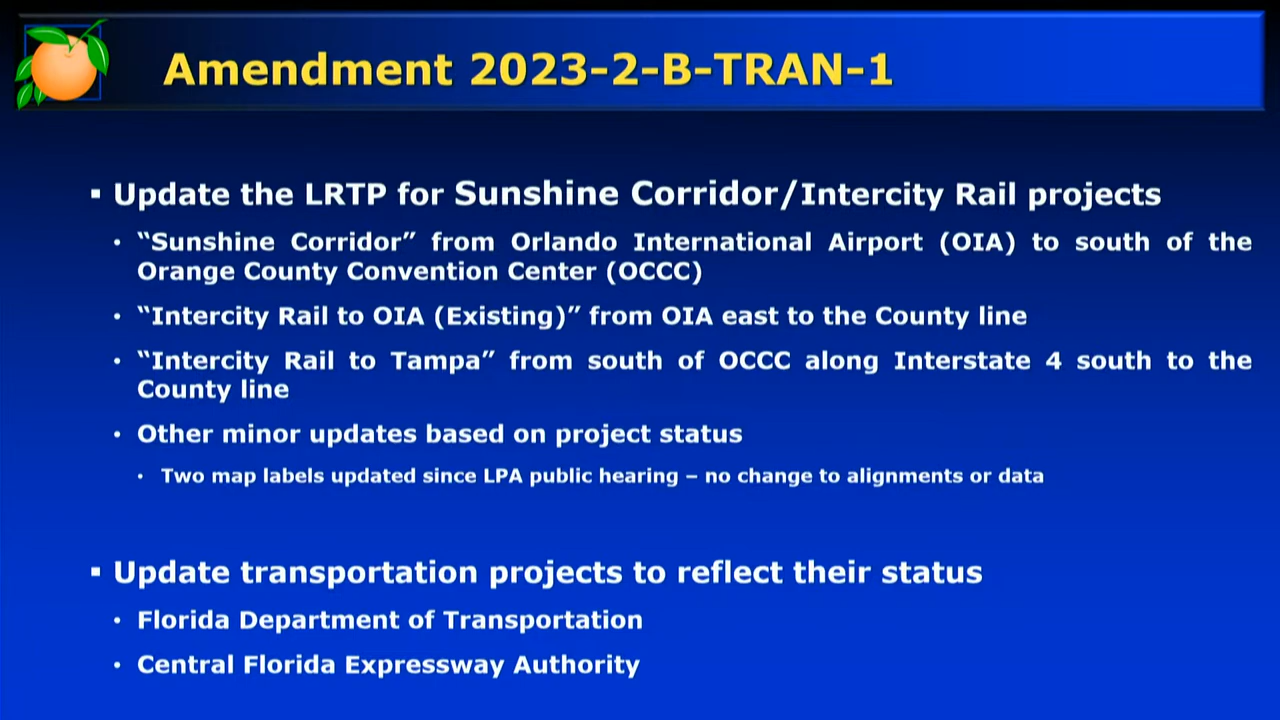 Amendment 2023-2-B-TRAN-1
▪ Update the LRTP for Sunshine Corridor/Intercity Rail projects
• “Sunshine Corridor” from Orlando International Airport (OIA) to south of the
Orange County Convention Center (OCCC)
• “Intercity Rail to OIA (Existing)” from OIA east to the County line
• “Intercity Rail to Tampa” from south of OCCC along Interstate 4 south to the
County line
• Other minor updates based on project status
• Two map labels updated since LPA public hearing – no change to alignments or data
▪ Update transportation projects to reflect their status
• Florida Department of Transportation
• Central Florida Expressway Authority